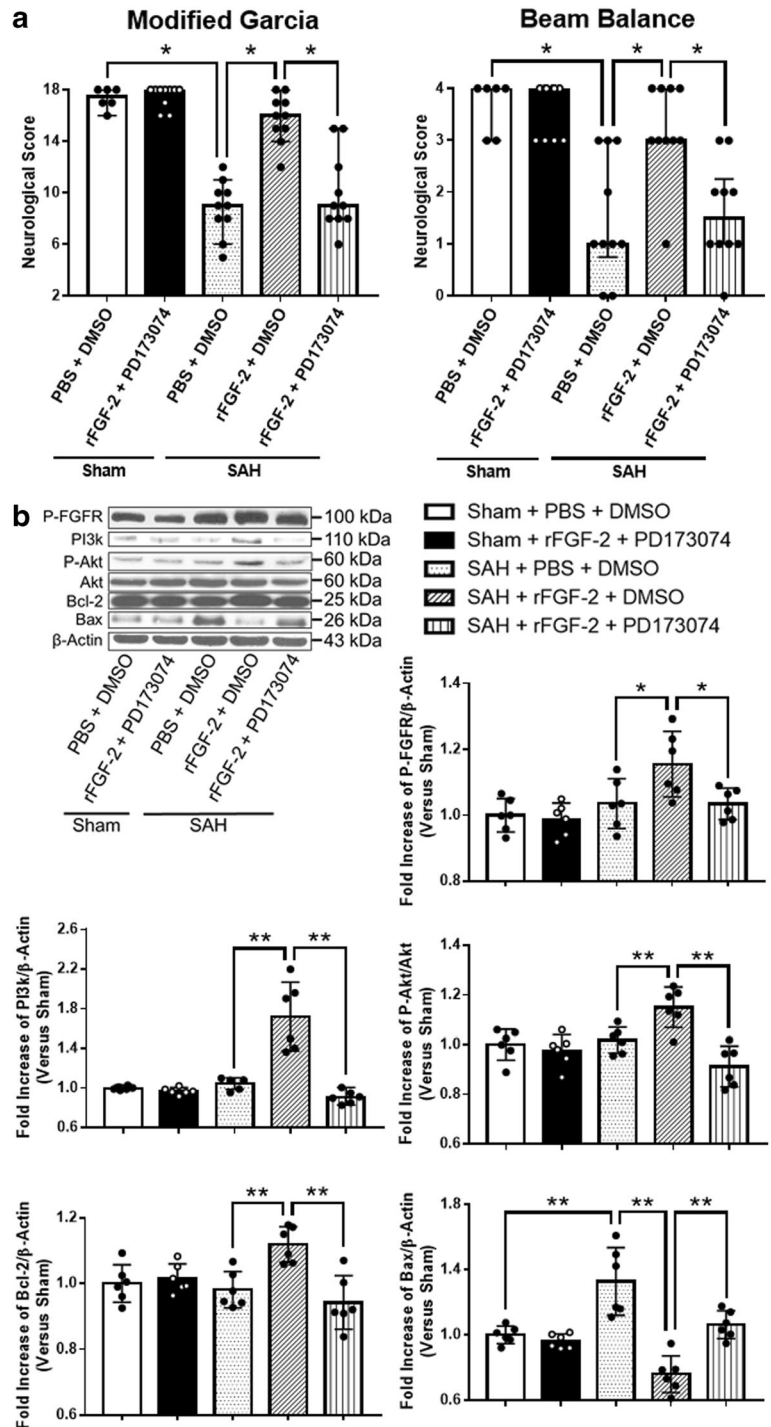 a
Modified Garcia
* * *
Neurological Score
18
14
10
6
2
PBS + DMSO
rFGF-2 + PD173074
PBS + DMSO
rFGF-2 + DMSO
rFGF-2 + PD173074
Sham SAH
Beam Balance
* * *
Neurological Score
4
3
2
1
0
PBS + DMSO
rFGF-2 + PD173074
PBS + DMSO
rFGF-2 + DMSO
rFGF-2 + PD173074
Sham SAH
b
P-FGFR 100 kDa
PI3k 110 kDa
P-Akt 60 kDa
Akt 60 kDa
Bcl-2 25 kDa
Bax 26 kDa
β-Actin 43 kDa
PBS + DMSO
rFGF-2 + PD173074
PBS + DMSO
rFGF-2 + DMSO
rFGF-2 + PD173074
Sham SAH
Sham + PBS + DMSO
Sham + rFGF-2 + PD173074
SAH + PBS + DMSO
SAH + rFGF-2 + DMSO
SAH + rFGF-2 + PD173074
Fold Increase of P-FGFR/β-Actin
(Versus Sham)
1.4
1.2
1.0
0.8
* *
Fold Increase of PI3k/β-Actin
(Versus Sham)
2.6
2.2
1.8
1.4
1.0
0.6
** **
Fold Increase of P-Akt/Akt
(Versus Sham)
1.4
1.2
1.0
0.8
0.6
** **
Fold Increase of Bcl-2/β-Actin
(Versus Sham)
1.2
1.0
0.8
0.6
** **
Fold Increase of Bax/β-Actin
(Versus Sham)
1.8
1.4
1.0
0.6
** ** **